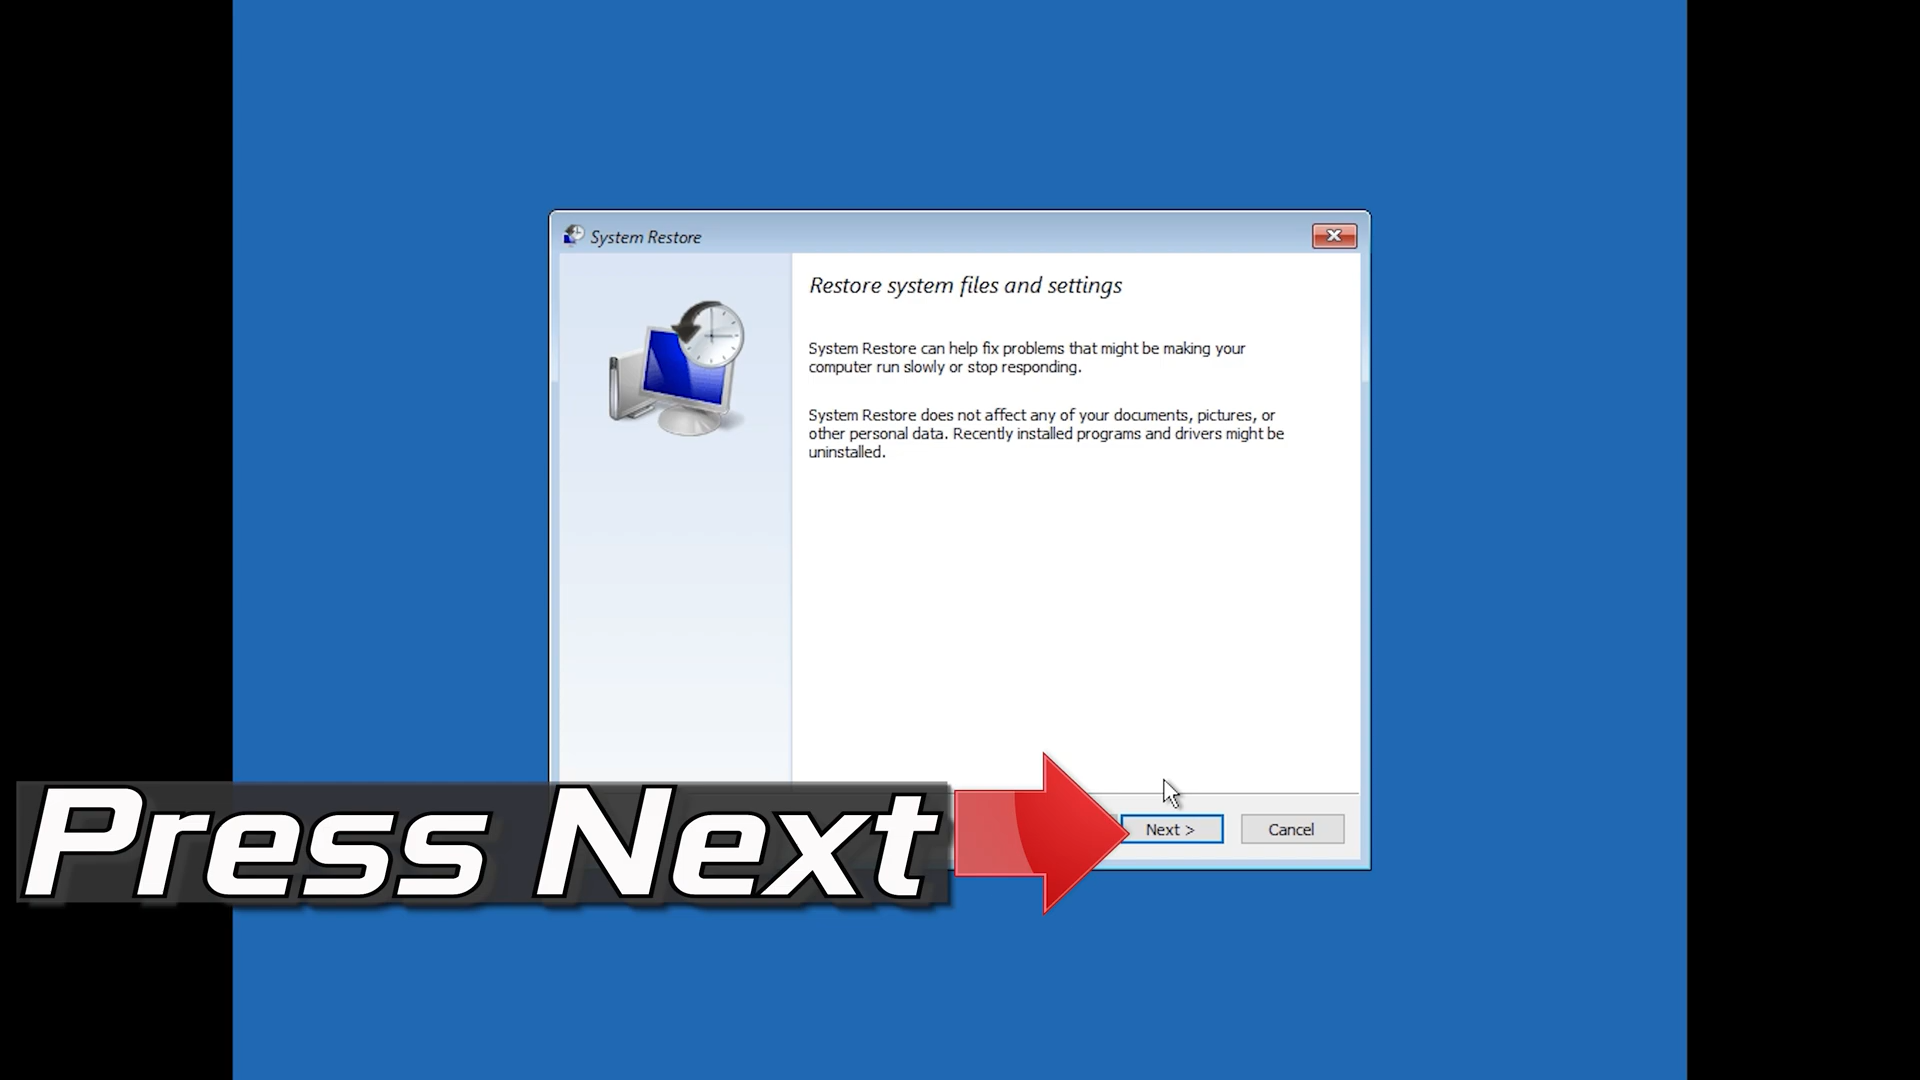 System Restore
Restore system files and settings
System Restore can help fix problems that might be making your
computer run slowly or stop responding.
System Restore does not affect any of your documents, pictures, or
other personal data. Recently installed programs and drivers might be
uninstalled.
Press Next
Next >
Cancel